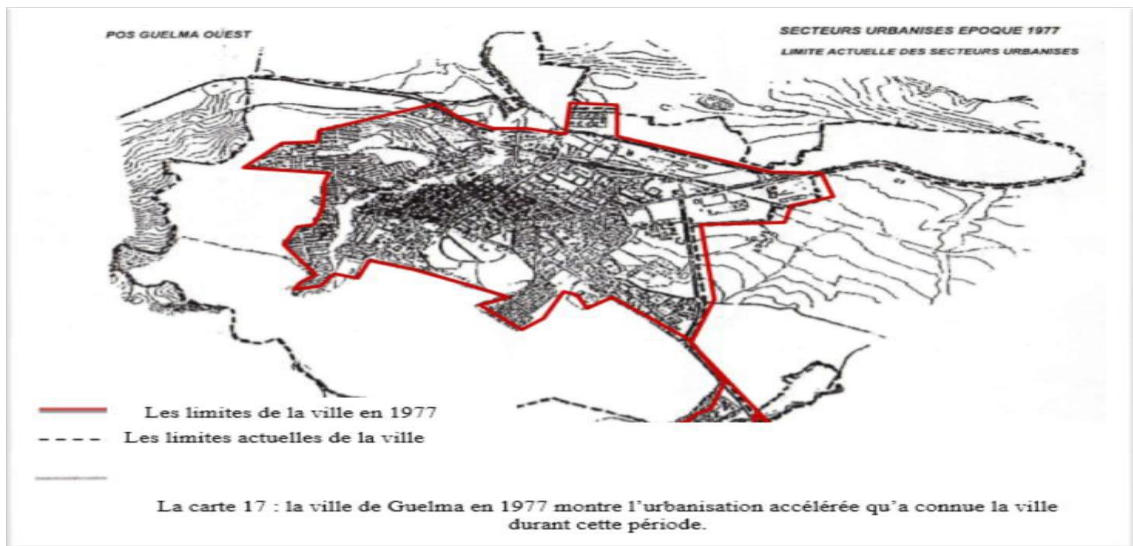 POS GUELMA OUEST
SECTEURS URBANISES EPOQUE 1977
LIMITE ACTUELLE DES SECTEURS URBANISES
Les limites de la ville en 1977
Les limites actuelles de la ville
La carte 17 : la ville de Guelma en 1977 montre l’urbanisation accélérée qu’a connue la ville
durant cette période.